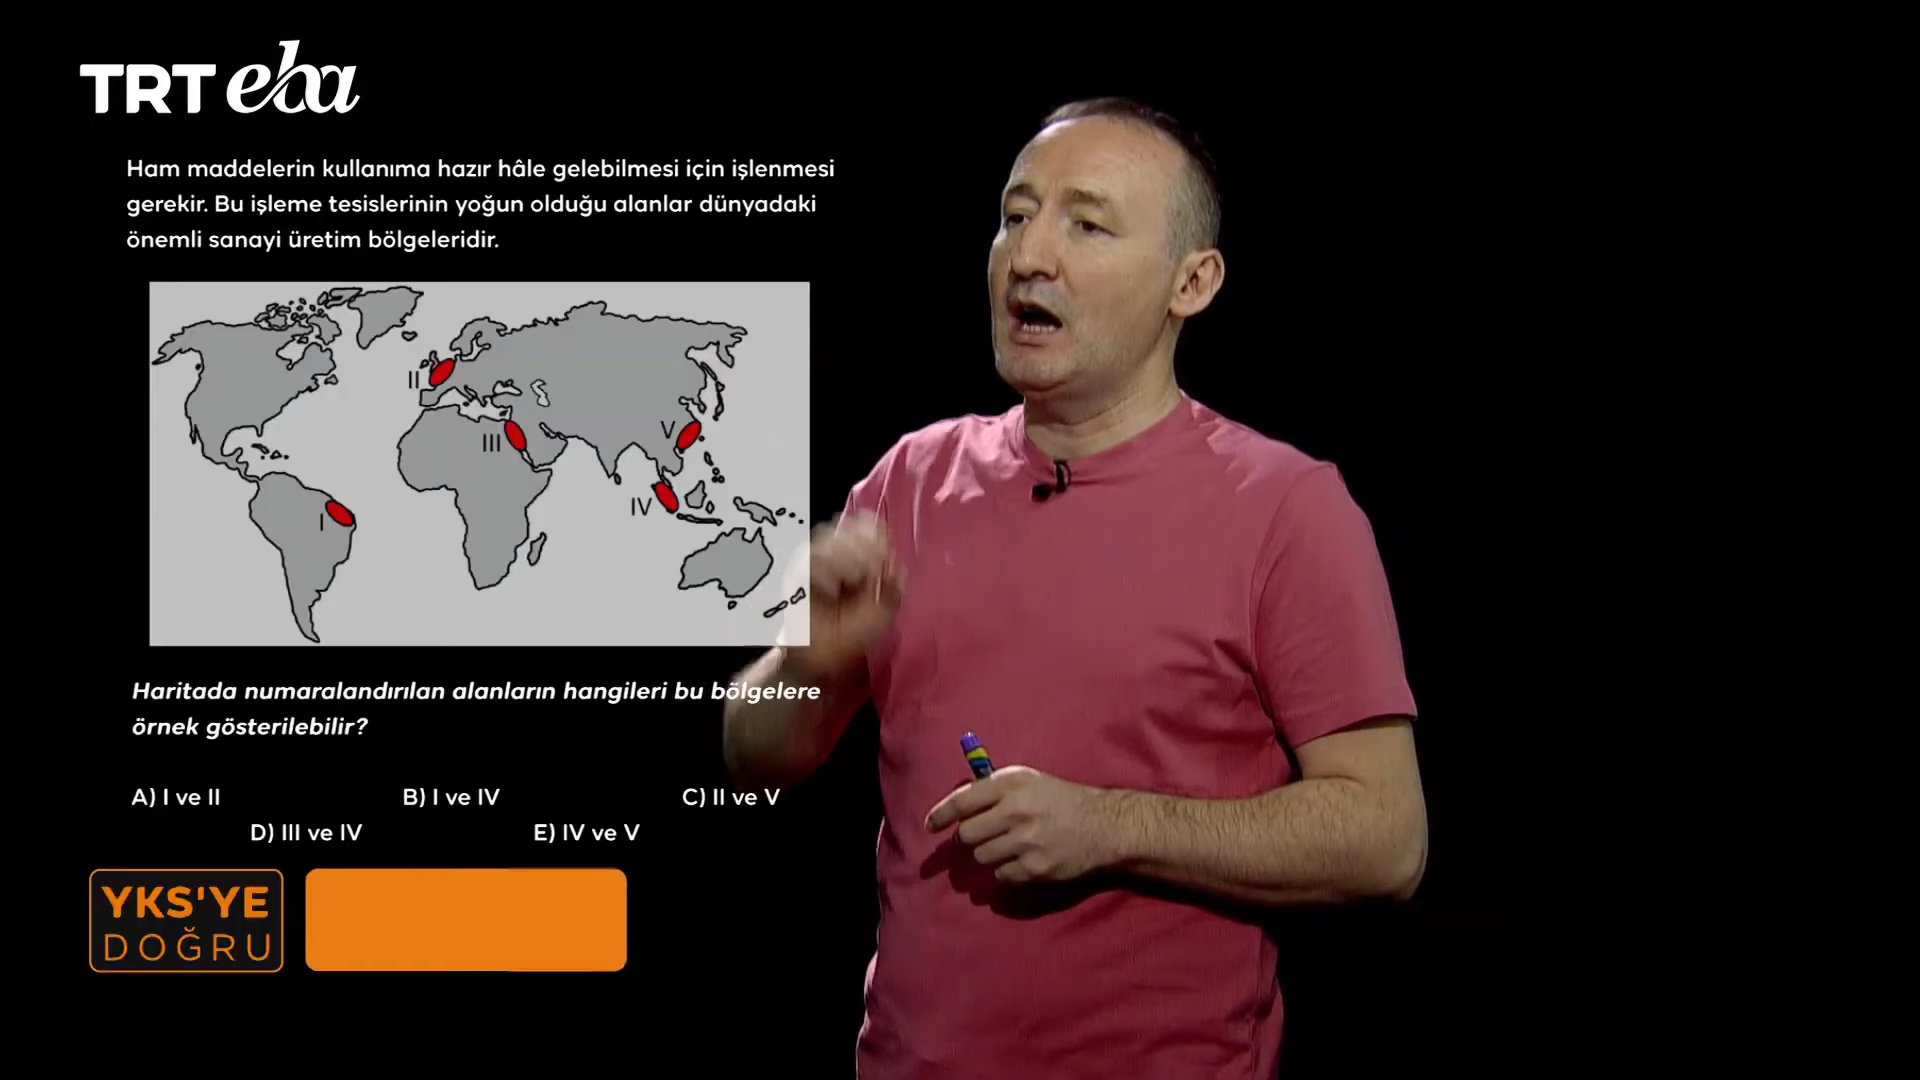 TRT eba
Ham maddelerin kullanıma hazır hâle gelebilmesi için işlenmesi
gerekir. Bu işleme tesislerinin yoğun olduğu alanlar dünyadaki
önemli sanayi üretim bölgeleridir.
II
III
V
IV
I
Haritada numaralandırılan alanların hangileri bu bölgelere
örnek gösterilebilir?
A) I ve II
B) I ve IV
C) II ve V
D) III ve IV
E) IV ve V
YKS'YE
DOĞRU